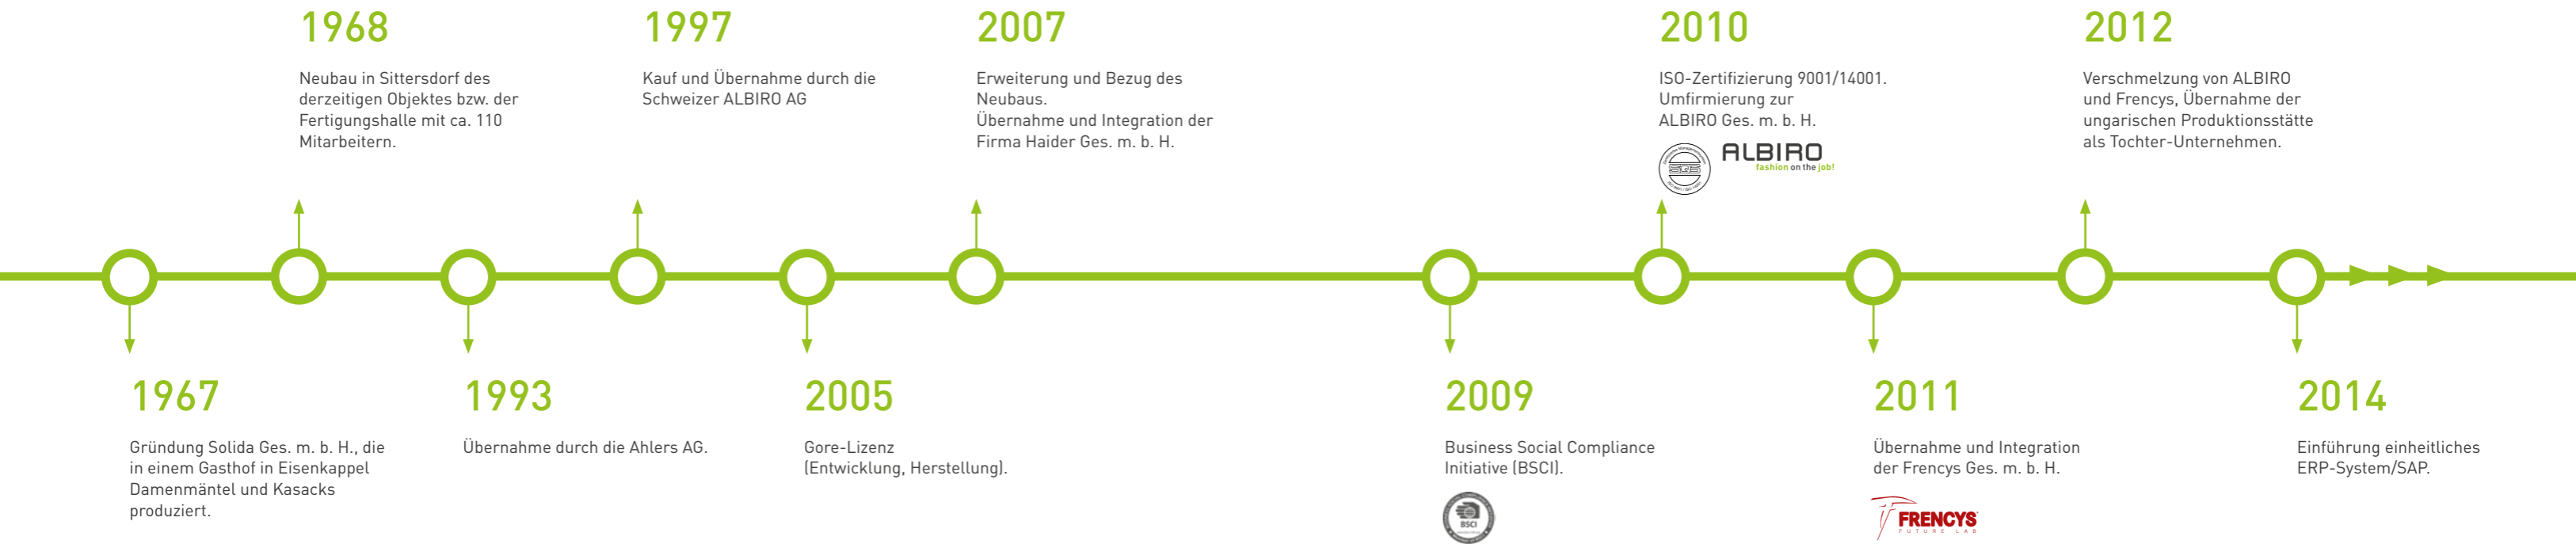 1968
Neubau in Sittersdorf des
derzeitigen Objektes bzw. der
Fertigungshalle mit ca. 110
Mitarbeitern.
1997
Kauf und Übernahme durch die
Schweizer ALBIRO AG
2007
Erweiterung und Bezug des
Neubaus.
Übernahme und Integration der
Firma Haider Ges. m. b. H.
2010
ISO-Zertifizierung 9001/14001.
Umfirmierung zur
ALBIRO Ges. m. b. H.
SGS
ALBIRO
fashion on the job!
2012
Verschmelzung von ALBIRO
und Frencys, Übernahme der
ungarischen Produktionsstätte
als Tochter-Unternehmen.
1967
Gründung Solida Ges. m. b. H., die
in einem Gasthof in Eisenkappel
Damenmäntel und Kasacks
produziert.
1993
Übernahme durch die Ahlers AG.
2005
Gore-Lizenz
(Entwicklung, Herstellung).
2009
Business Social Compliance
Initiative (BSCI).
BSCI
2011
Übernahme und Integration
der Frencys Ges. m. b. H.
FRENCYS
FUTURE LAB
2014
Einführung einheitliches
ERP-System/SAP.